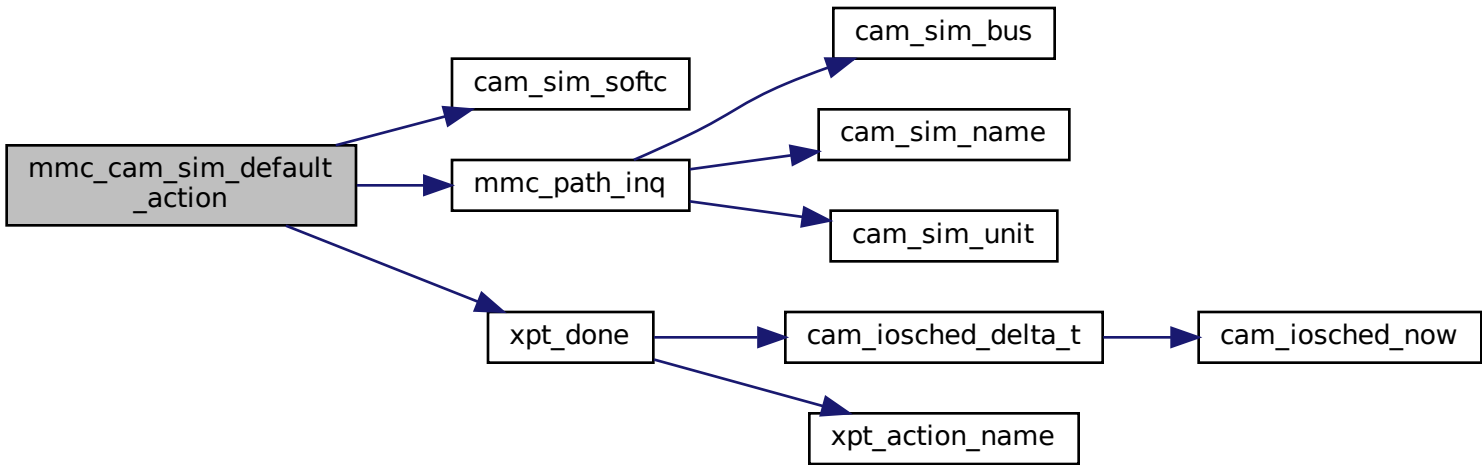 cam_sim_bus
cam_sim_softc
cam_sim_name
mmc_cam_sim_default
_action
mmc_path_inq
cam_sim_unit
xpt_done
cam_iosched_delta_t
cam_iosched_now
xpt_action_name